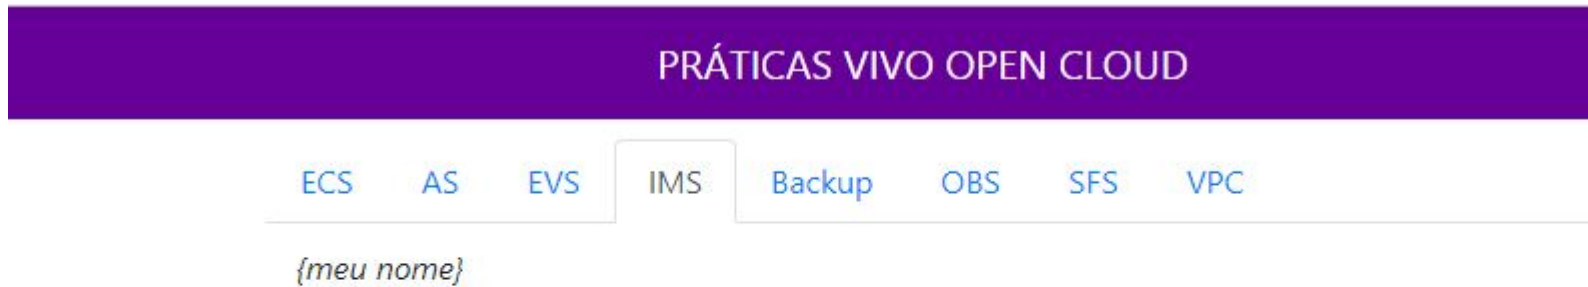 PRÁTICAS VIVO OPEN CLOUD
ECS AS EVS IMS Backup OBS SFS VPC
{meu nome}